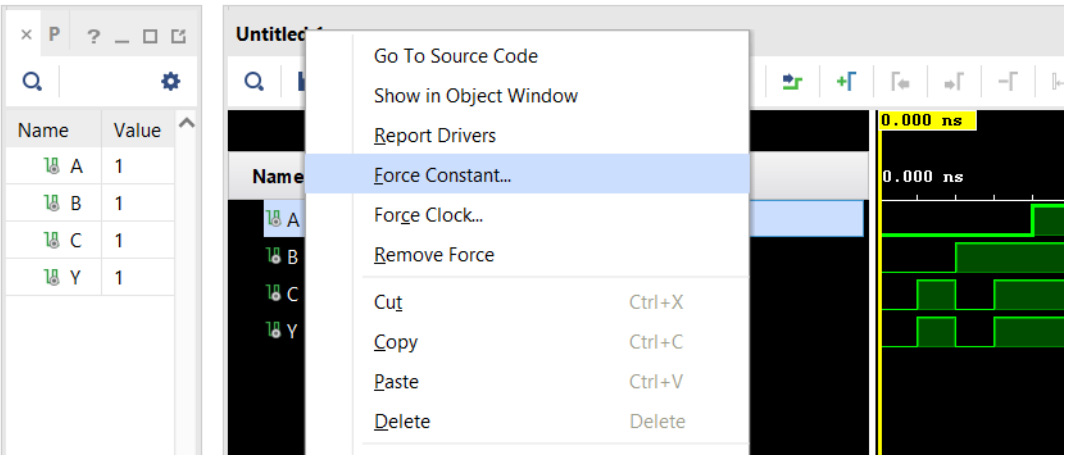 P ?
Untitled 1
Name Value
A 1
B 1
C 1
Y 1
Name
A
B
C
Y
Go To Source Code
Show in Object Window
Report Drivers
Force Constant...
Force Clock...
Remove Force
Cut Ctrl+X
Copy Ctrl+C
Paste Ctrl+V
Delete Delete
0.000 ns
0.000 ns